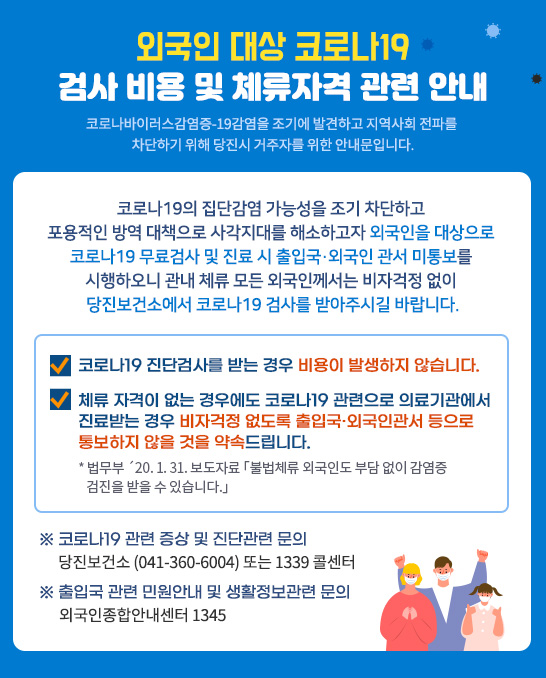 외국인 대상 코로나19
검사 비용 및 체류자격 관련 안내
코로나바이러스감염증-19감염을 조기에 발견하고 지역사회 전파를
차단하기 위해 당진시 거주자를 위한 안내문입니다.
코로나19의 집단감염 가능성을 조기 차단하고
포용적인 방역 대책으로 사각지대를 해소하고자 외국인을 대상으로
코로나19 무료검사 및 진료 시 출입국·외국인 관서 미통보를
시행하오니 관내 체류 모든 외국인께서는 비자걱정 없이
당진보건소에서 코로나19 검사를 받아주시길 바랍니다.
코로나19 진단검사를 받는 경우 비용이 발생하지 않습니다.
체류 자격이 없는 경우에도 코로나19 관련으로 의료기관에서
진료받는 경우 비자걱정 없도록 출입국·외국인관서 등으로
통보하지 않을 것을 약속드립니다.
* 법무부 ´20. 1. 31. 보도자료 「불법체류 외국인도 부담 없이 감염증
검진을 받을 수 있습니다.」
※ 코로나19 관련 증상 및 진단관련 문의
당진보건소 (041-360-6004) 또는 1339 콜센터
※ 출입국 관련 민원안내 및 생활정보관련 문의
외국인종합안내센터 1345